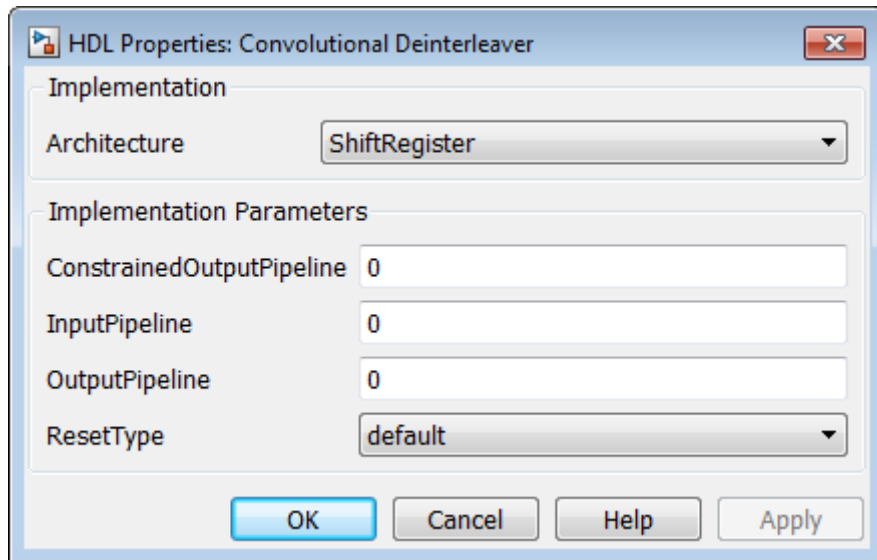 HDL Properties: Convolutional Deinterleaver
Implementation
Architecture ShiftRegister
Implementation Parameters
ConstrainedOutputPipeline 0
InputPipeline 0
OutputPipeline 0
ResetType default
OK Cancel Help Apply